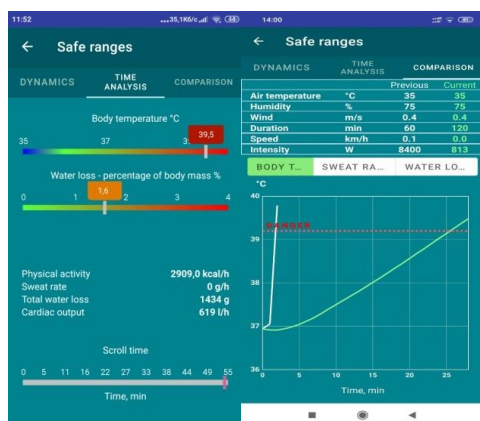 11:52
...35,1Кб/с 44
← Safe ranges
DYNAMICS TIME ANALYSIS COMPARISON
Body temperature °C
39,5
35 37
Water loss - percentage of body mass %
1,6
0 1 2 3 4
Physical activity 2909,0 kcal/h
Sweat rate 0 g/h
Total water loss 1434 g
Cardiac output 619 l/h
Scroll time
0 5 11 16 22 27 33 38 44 49 55
Time, min
14:00
← Safe ranges
DYNAMICS TIME ANALYSIS COMPARISON
Previous Current
Air temperature °C 35 35
Humidity % 75 75
Wind m/s 0.4 0.4
Duration min 60 120
Speed km/h 0.1 0.0
Intensity W 8400 813
BODY T... SWEAT RA... WATER LO...
°C
40
DANGER
39
38
37
36
0 5 10 15 20 25
Time, min